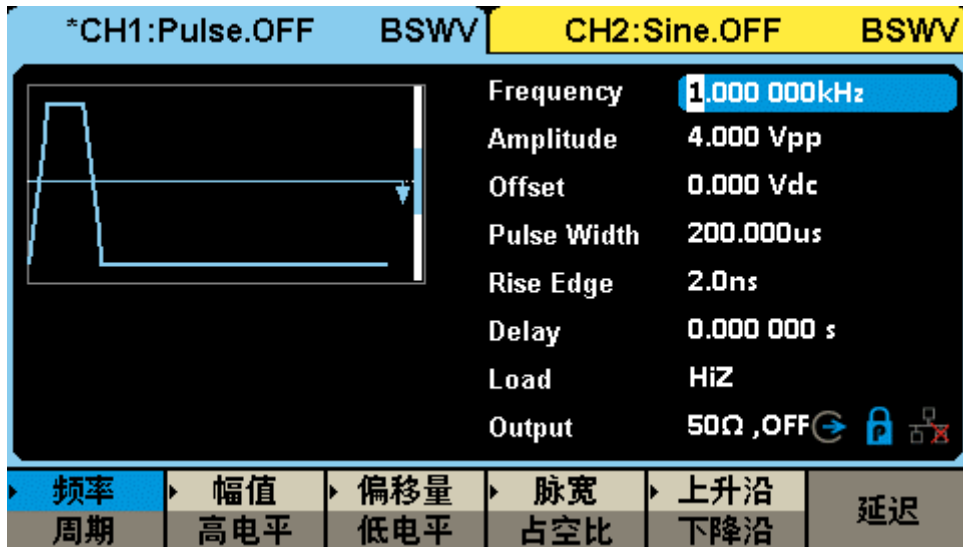 *CH1:Pulse.OFF BSWV CH2:Sine.OFF BSWV
Frequency 1.000 000kHz
Amplitude 4.000 Vpp
Offset 0.000 Vdc
Pulse Width 200.000us
Rise Edge 2.0ns
Delay 0.000 000 s
Load HiZ
Output 50Ω ,OFF P
频率 幅值 偏移量 脉宽 上升沿 延迟
周期 高电平 低电平 占空比 下降沿